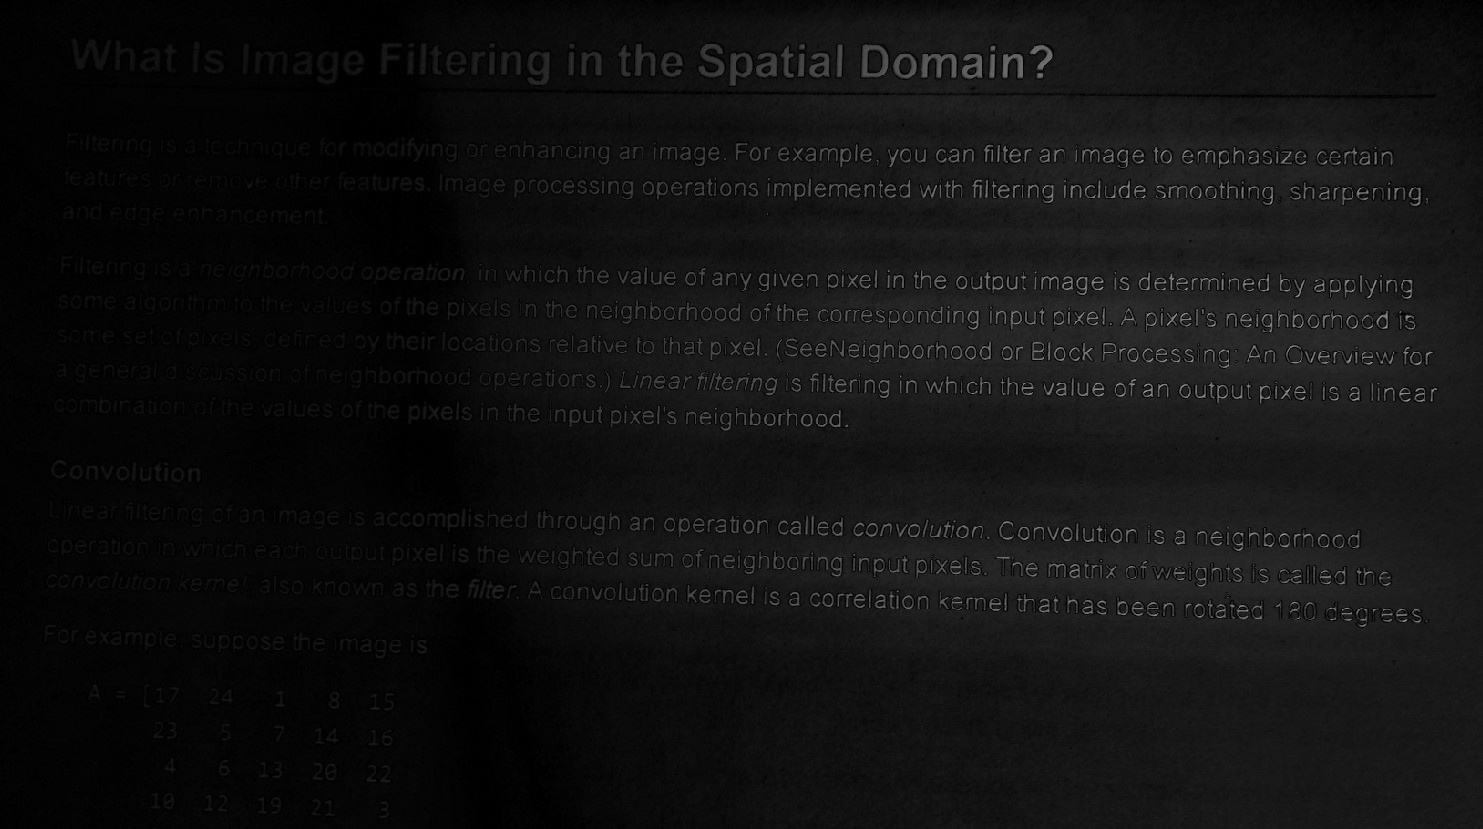 What Is Image Filtering in the Spatial Domain?
Filtering is a technique for modifying or enhancing an image. For example, you can filter an image to emphasize certain
features or remove other features. Image processing operations implemented with filtering include smoothing, sharpening,
and edge enhancement.
Filtering is a neighborhood operation, in which the value of any given pixel in the output image is determined by applying
some algorithm to the values of the pixels in the neighborhood of the corresponding input pixel. A pixel's neighborhood is
some set of pixels, defined by their locations relative to that pixel. (SeeNeighborhood or Block Processing: An Overview for
a general discussion of neighborhood operations.) Linear filtering is filtering in which the value of an output pixel is a linear
combination of the values of the pixels in the input pixel's neighborhood.
Convolution
Linear filtering of an image is accomplished through an operation called convolution. Convolution is a neighborhood
operation in which each output pixel is the weighted sum of neighboring input pixels. The matrix of weights is called the
convolution kernel, also known as the filter. A convolution kernel is a correlation kernel that has been rotated 180 degrees.
For example, suppose the image is
A = [17 24 1 8 15
23 5 7 14 16
4 6 13 20 22
10 12 19 21 3